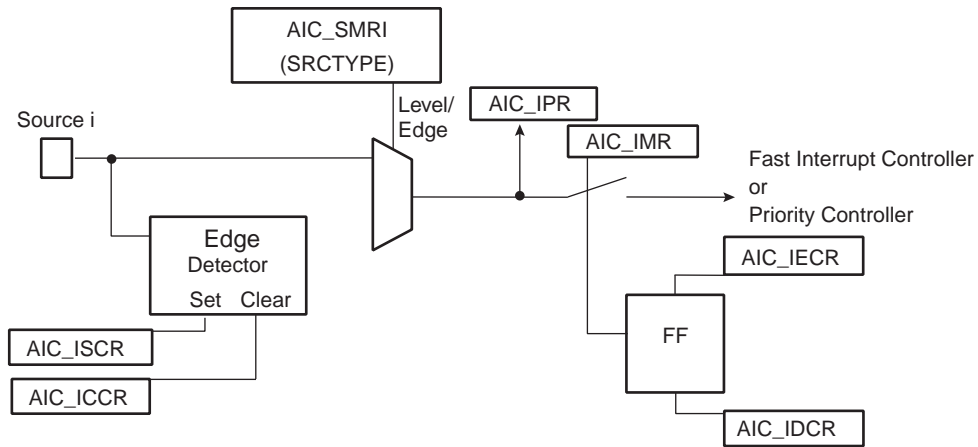 AIC_SMRI
(SRCTYPE)
Source i
Level/
Edge
AIC_IPR
AIC_IMR
Fast Interrupt Controller
or
Priority Controller
Edge
Detector
Set Clear
AIC_IECR
FF
AIC_ISCR
AIC_ICCR
AIC_IDCR